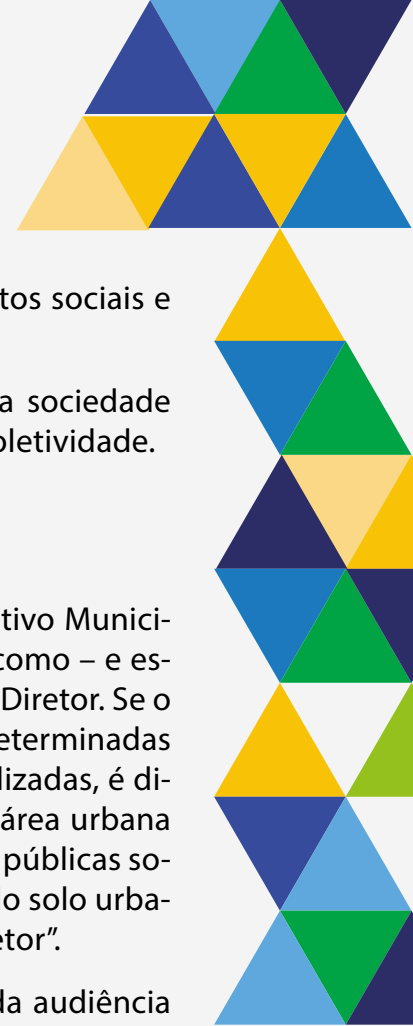 tos sociais e
a sociedade
oletividade.
tivo Munici-
como – e es-
Diretor. Se o
eterminadas
lizadas, é di-
área urbana
públicas so-
lo solo urba-
etor”.
da audiência